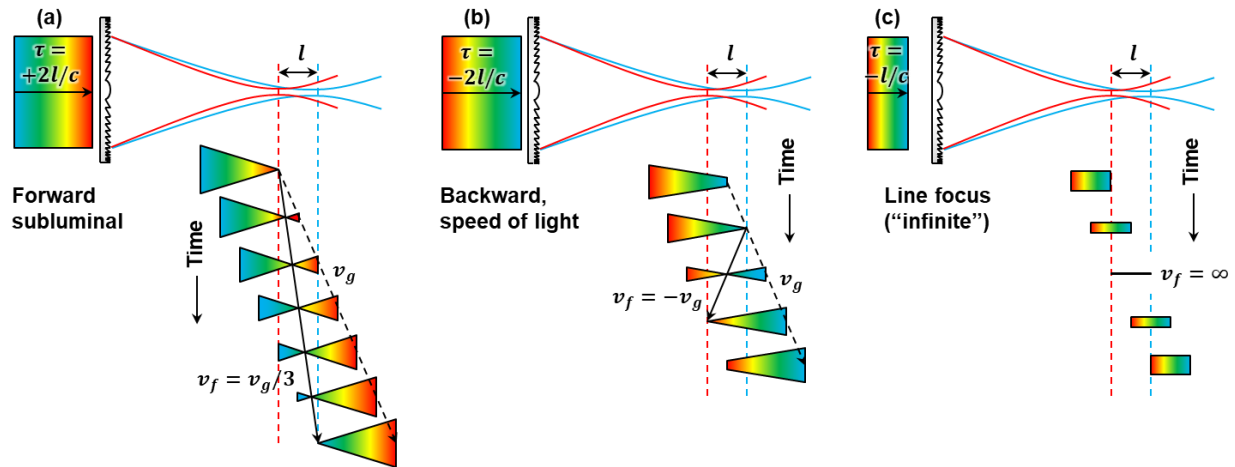 (a)
τ =
+2l/c
l
Forward
subluminal
Time
v_g
v_f = v_g/3
(b)
τ =
−2l/c
l
Backward,
speed of light
Time
v_g
v_f = −v_g
(c)
τ =
−l/c
l
Line focus
(“infinite”)
Time
v_f = ∞